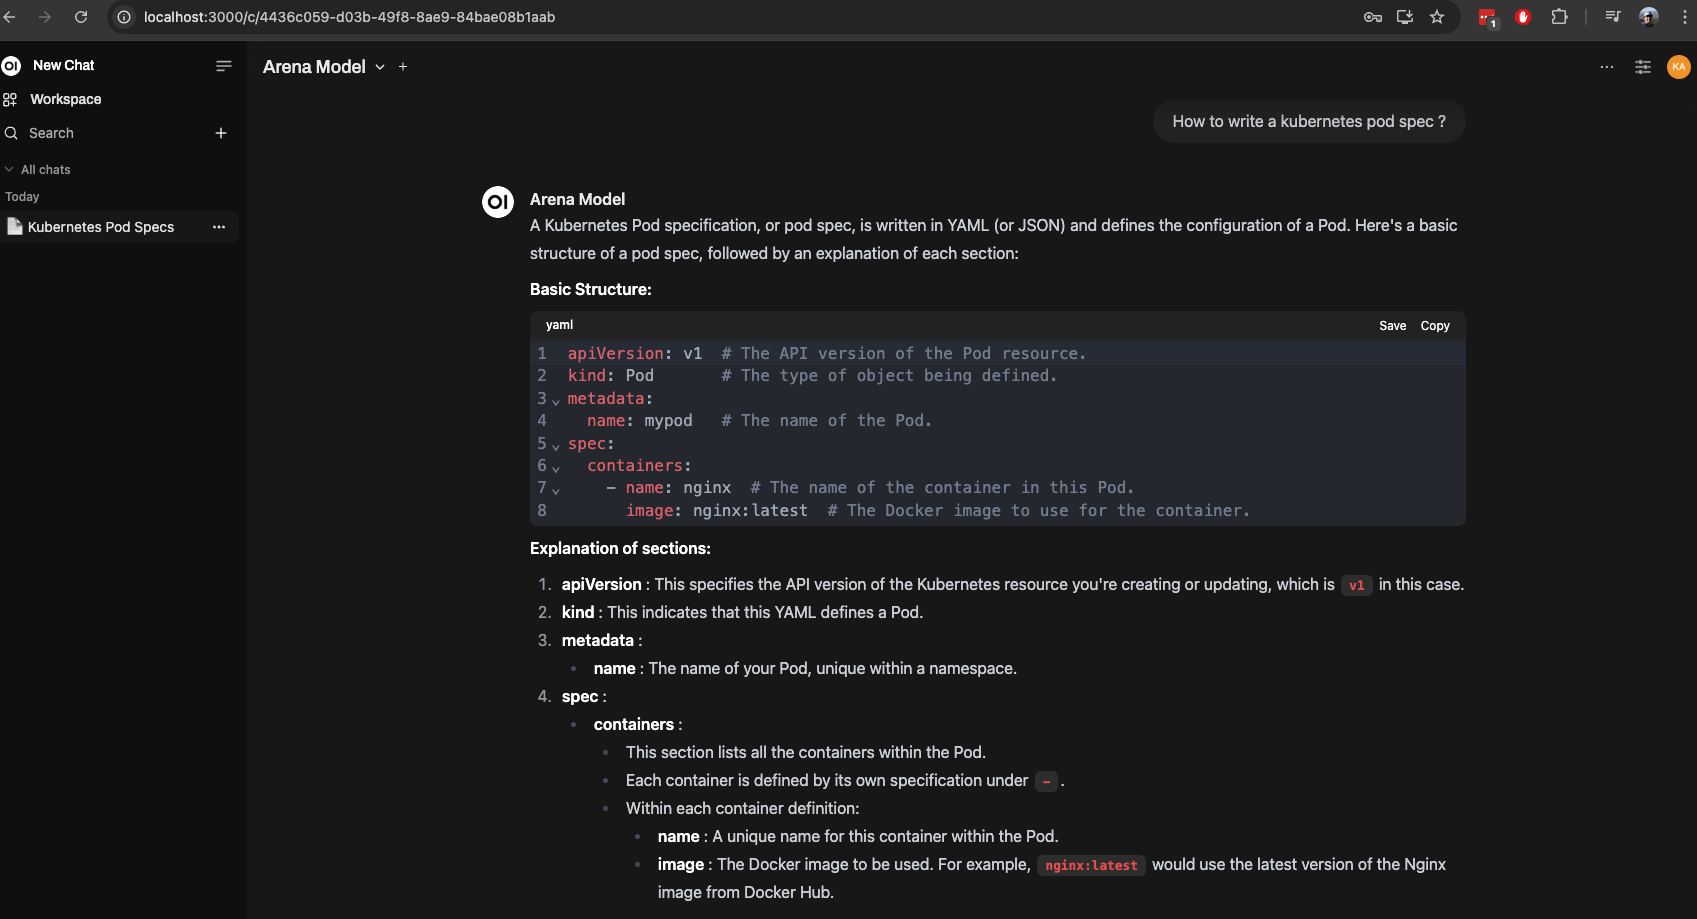 localhost:3000/c/4436c059-d03b-49f8-8ae9-84bae08b1aab
1
OI New Chat
Workspace
Search
All chats
Today
Kubernetes Pod Specs
Arena Model
KA
How to write a kubernetes pod spec ?
OI Arena Model
A Kubernetes Pod specification, or pod spec, is written in YAML (or JSON) and defines the configuration of a Pod. Here's a basic
structure of a pod spec, followed by an explanation of each section:
Basic Structure:
yaml Save Copy
1 apiVersion: v1 # The API version of the Pod resource.
2 kind: Pod # The type of object being defined.
3 metadata:
4 name: mypod # The name of the Pod.
5 spec:
6 containers:
7 - name: nginx # The name of the container in this Pod.
8 image: nginx:latest # The Docker image to use for the container.
Explanation of sections:
1. apiVersion : This specifies the API version of the Kubernetes resource you're creating or updating, which is v1 in this case.
2. kind : This indicates that this YAML defines a Pod.
3. metadata :
• name : The name of your Pod, unique within a namespace.
4. spec :
• containers :
• This section lists all the containers within the Pod.
• Each container is defined by its own specification under - .
• Within each container definition:
• name : A unique name for this container within the Pod.
• image : The Docker image to be used. For example, nginx:latest would use the latest version of the Nginx
image from Docker Hub.